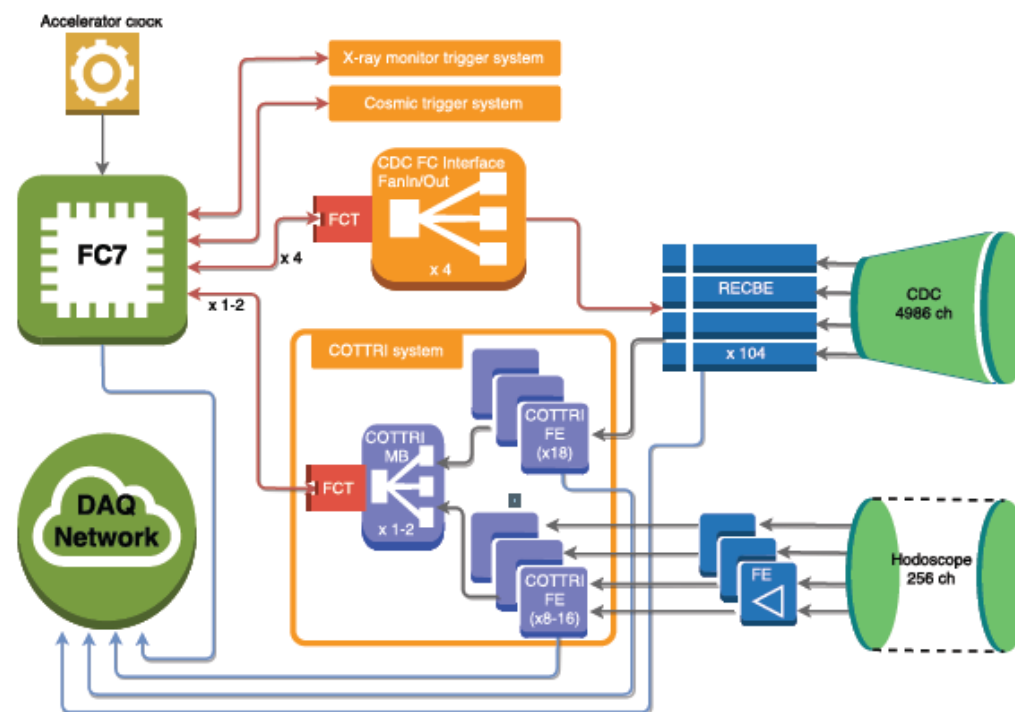 Accelerator clock
X-ray monitor trigger system
Cosmic trigger system
CDC FC Interface
FanIn/Out
FCT
x 4
x 4
FC7
x 1-2
RECBE
x 104
CDC
4986 ch
COTTRI system
COTTRI
FE
(x18)
COTTRI
MB
FCT
x 1-2
DAQ
Network
COTTRI
FE
(x8-16)
FE
Hodoscope
256 ch